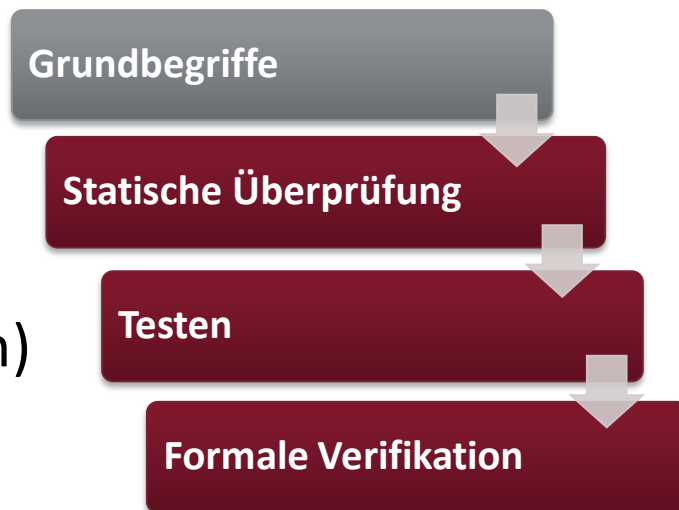 Grundbegriffe
Statische Überprüfung
Testen
)
Formale Verifikation